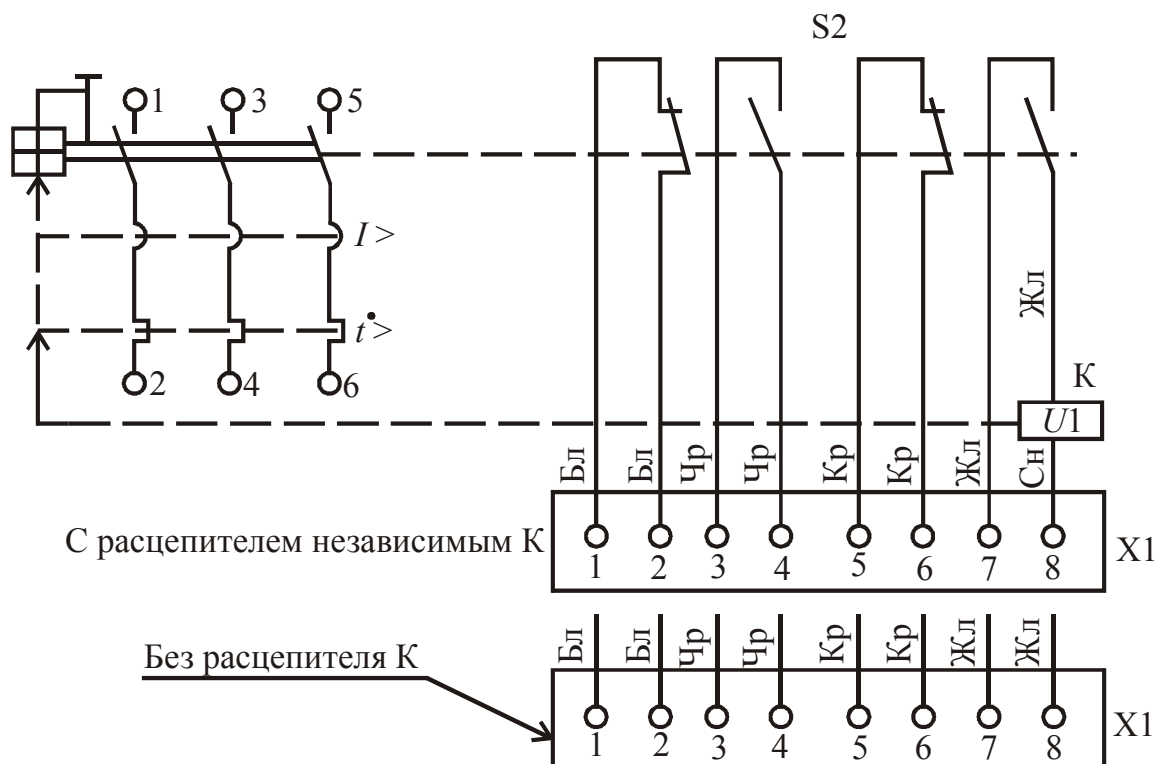 S2
1 3 5
I >
t°>
2 4 6
Жл
К
U1
Бл Бл Чр Чр Кр Кр Жл Сн
С расцепителем независимым К
1 2 3 4 5 6 7 8
X1
Бл Бл Чр Чр Кр Кр Жл Жл
Без расцепителя К
1 2 3 4 5 6 7 8
X1